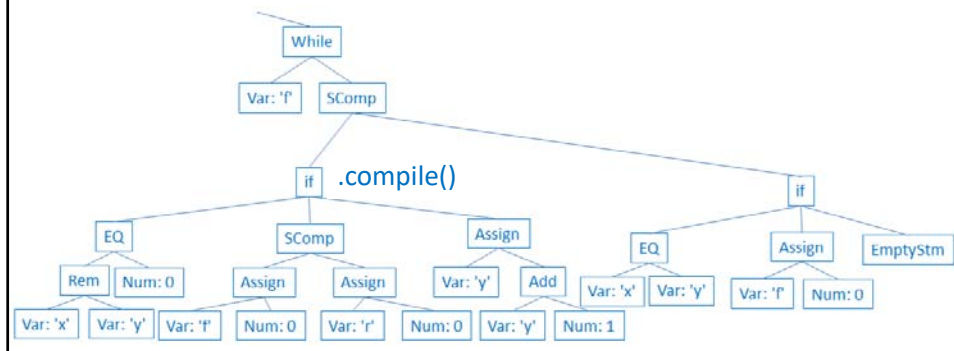 While
Var: 'f' SComp
if .compile() if
EQ SComp Assign EQ Assign EmptyStm
Rem Num: 0 Assign Assign Var: 'y' Add Var: 'x' Var: 'y' Var: 'f' Num: 0
Var: 'x' Var: 'y' Var: 'f' Num: 0 Var: 'r' Num: 0 Var: 'y' Num: 1